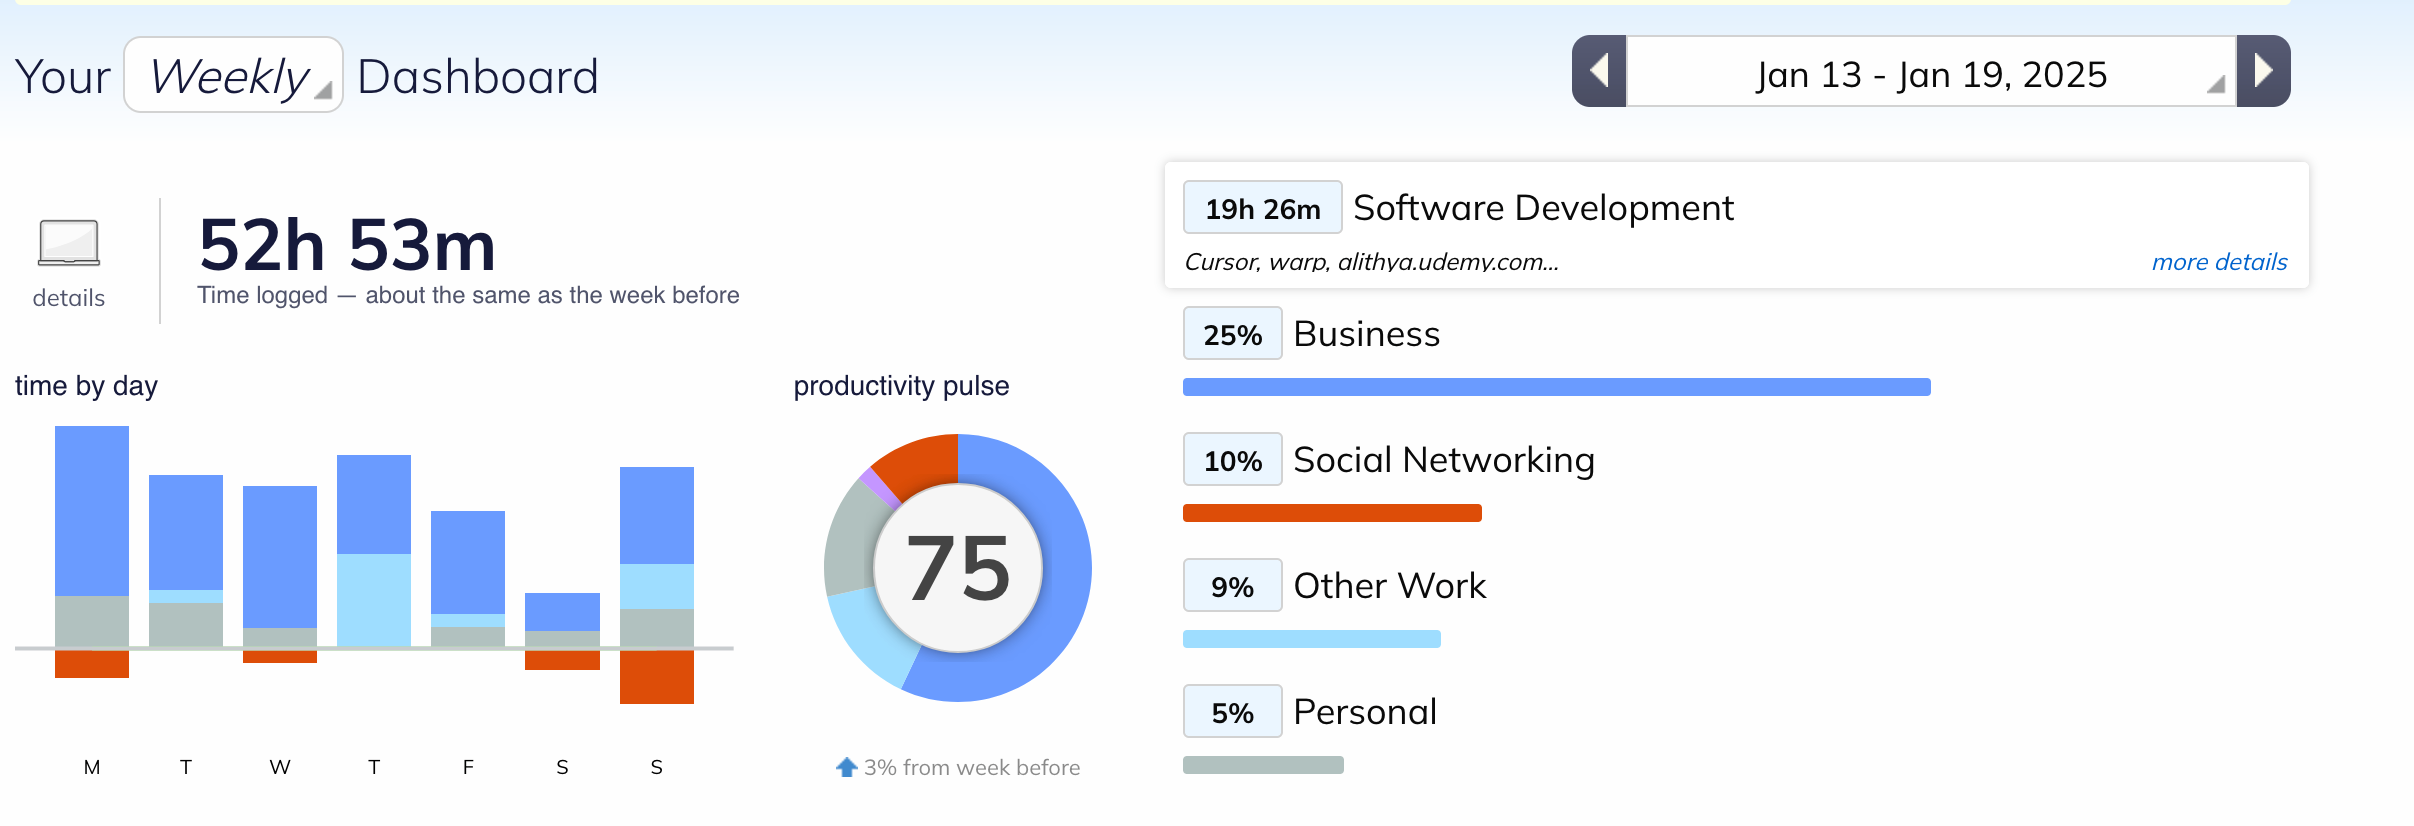 Your Weekly Dashboard
Jan 13 - Jan 19, 2025
details
52h 53m
Time logged — about the same as the week before
time by day
M T W T F S S
productivity pulse
75
3% from week before
19h 26m Software Development
Cursor, warp, alithya.udemy.com...
more details
25% Business
10% Social Networking
9% Other Work
5% Personal